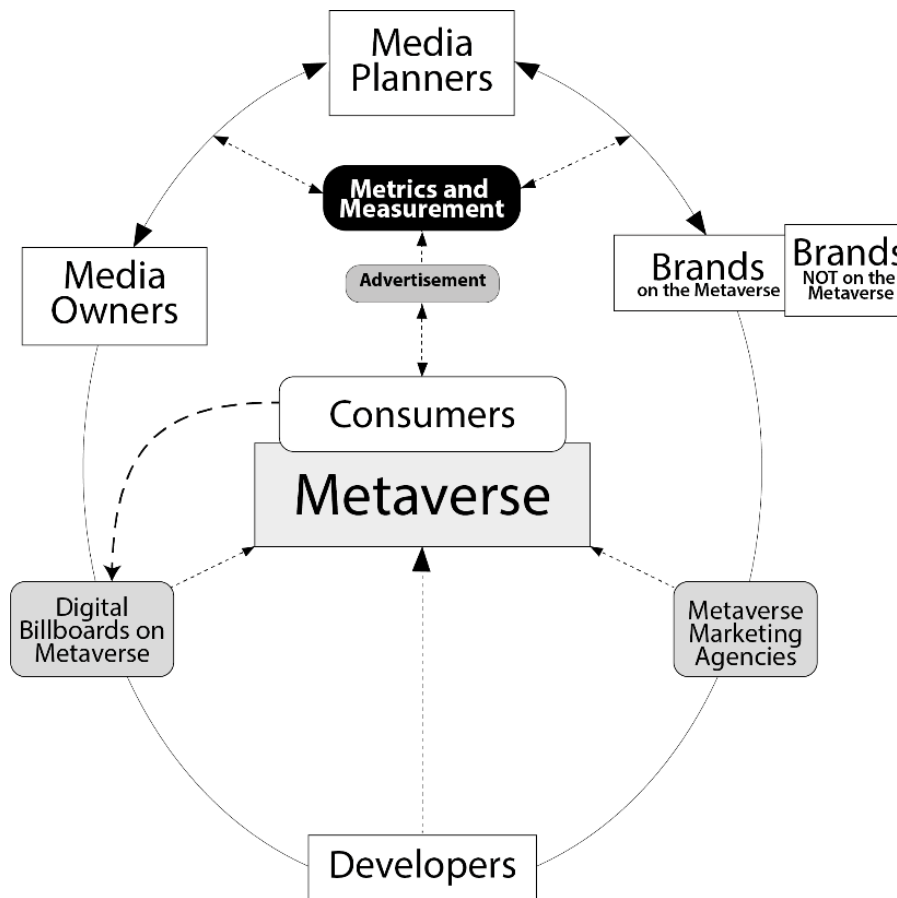 Media
Planners
Metrics and
Measurement
Advertisement
Media
Owners
Brands
on the Metaverse
Brands
NOT on the
Metaverse
Consumers
Metaverse
Digital
Billboards on
Metaverse
Metaverse
Marketing
Agencies
Developers